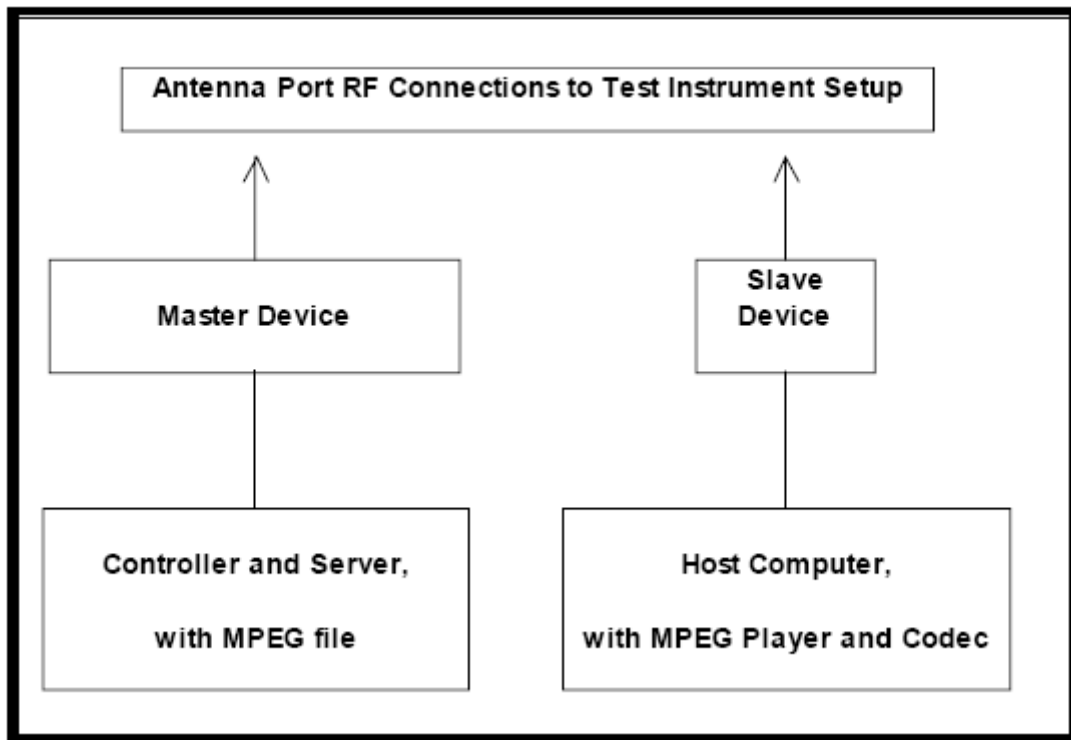 Antenna Port RF Connections to Test Instrument Setup
Master Device
Slave
Device
Controller and Server,
with MPEG file
Host Computer,
with MPEG Player and Codec